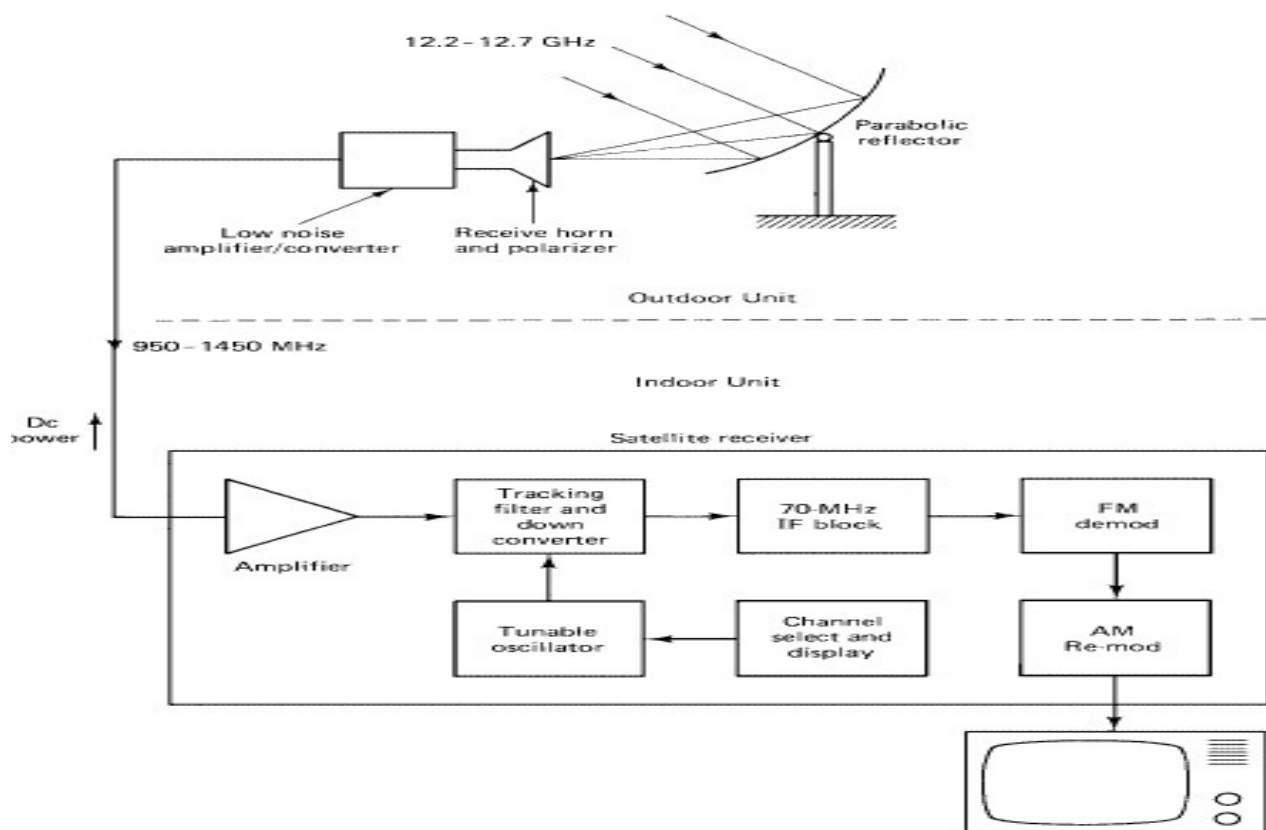 12.2-12.7 GHz
Parabolic
reflector
Low noise
amplifier/converter
Receive horn
and polarizer
Outdoor Unit
950-1450 MHz
Indoor Unit
Dc
power
Satellite receiver
Amplifier
Tracking
filter and
down
converter
70-MHz
IF block
FM
demod
Tunable
oscillator
Channel
select and
display
AM
Re-mod